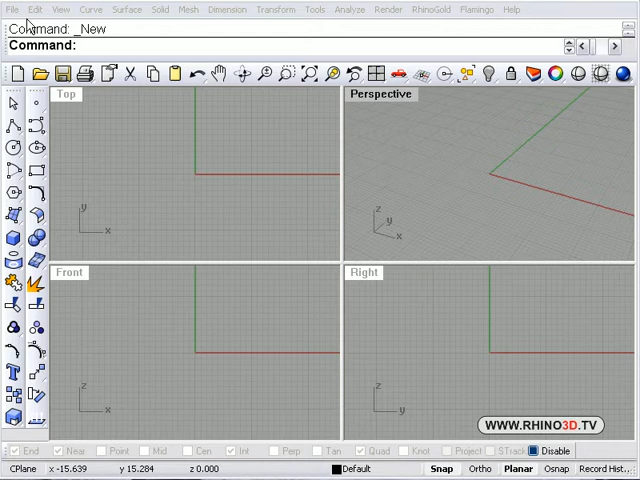 File Edit View Curve Surface Solid Mesh Dimension Transform Tools Analyze Render RhinoGold Flamingo Help
Command: _New
Command:
Top
Perspective
y
x
z
y
x
Front
Right
z
x
z
y
WWW.RHINO3D.TV
End Near Point Mid Cen Int Perp Tan Quad Knot Project STrack Disable
CPlane x -15.639 y 15.284 z 0.000 Default Snap Ortho Planar Osnap Record Hist...